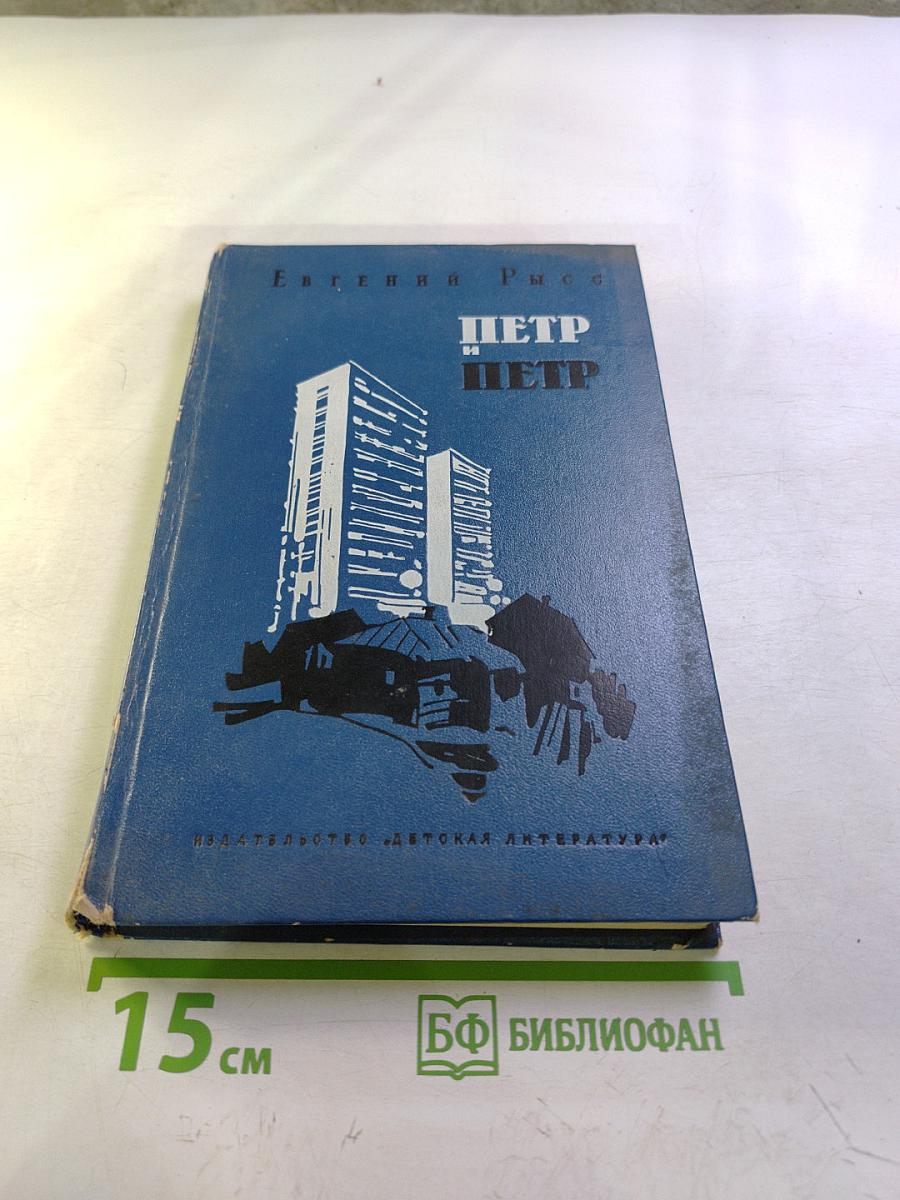 Евгений Рысс
ПЕТР
и
ПЕТР
ИЗДАТЕЛЬСТВО „ДЕТСКАЯ ЛИТЕРАТУРА"
15 см
БФ БИБЛИОФАН